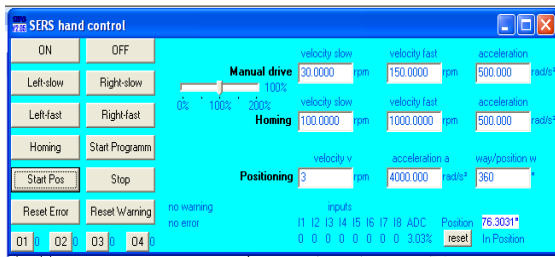 SERS hand control
ON OFF velocity slow velocity fast acceleration
Manual drive 30.0000 rpm 150.0000 rpm 500.000 rad/s²
Left-slow Right-slow 100%
0% 100% 200% velocity slow velocity fast acceleration
Left-fast Right-fast Homing 100.0000 rpm 1000.0000 rpm 500.000 rad/s²
Homing Start Programm velocity v acceleration a way/position w
Start Pos Stop Positioning 3 rpm 4000.000 rad/s² 360 °
Reset Error Reset Warning no warning inputs
no error I1 I2 I3 I4 I5 I6 I7 I8 ADC Position 76.3031°
O1 0 O2 0 O3 0 O4 0 0 0 0 0 0 0 0 0 3.03% reset In Position